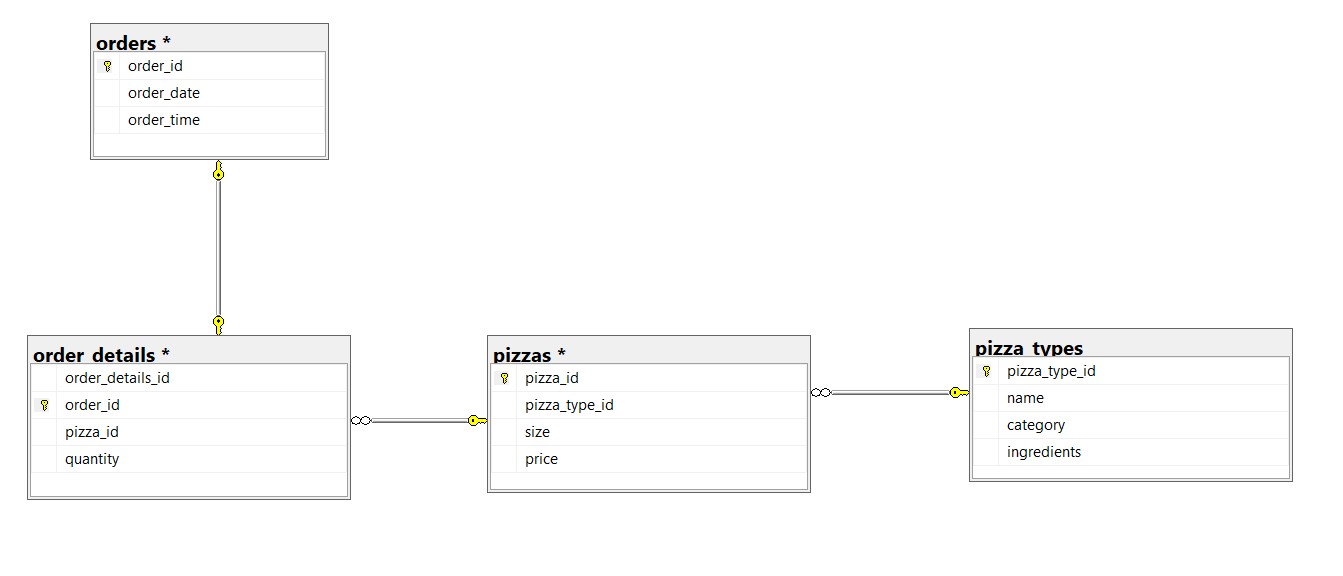 orders *
order_id
order_date
order_time
order_details *
order_details_id
order_id
pizza_id
quantity
pizzas *
pizza_id
pizza_type_id
size
price
pizza_types
pizza_type_id
name
category
ingredients